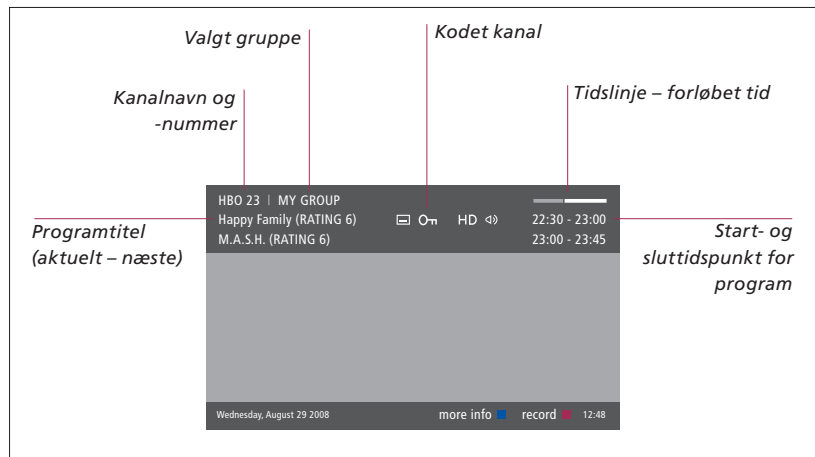 Valgt gruppe
Kodet kanal
Kanalnavn og
-nummer
Tidslinje – forløbet tid
HBO 23 | MY GROUP
Happy Family (RATING 6) HD 22:30 - 23:00
M.A.S.H. (RATING 6) 23:00 - 23:45
Programtitel
(aktuelt – næste)
Start- og
sluttidspunkt for
program
Wednesday, August 29 2008 more info record 12:48